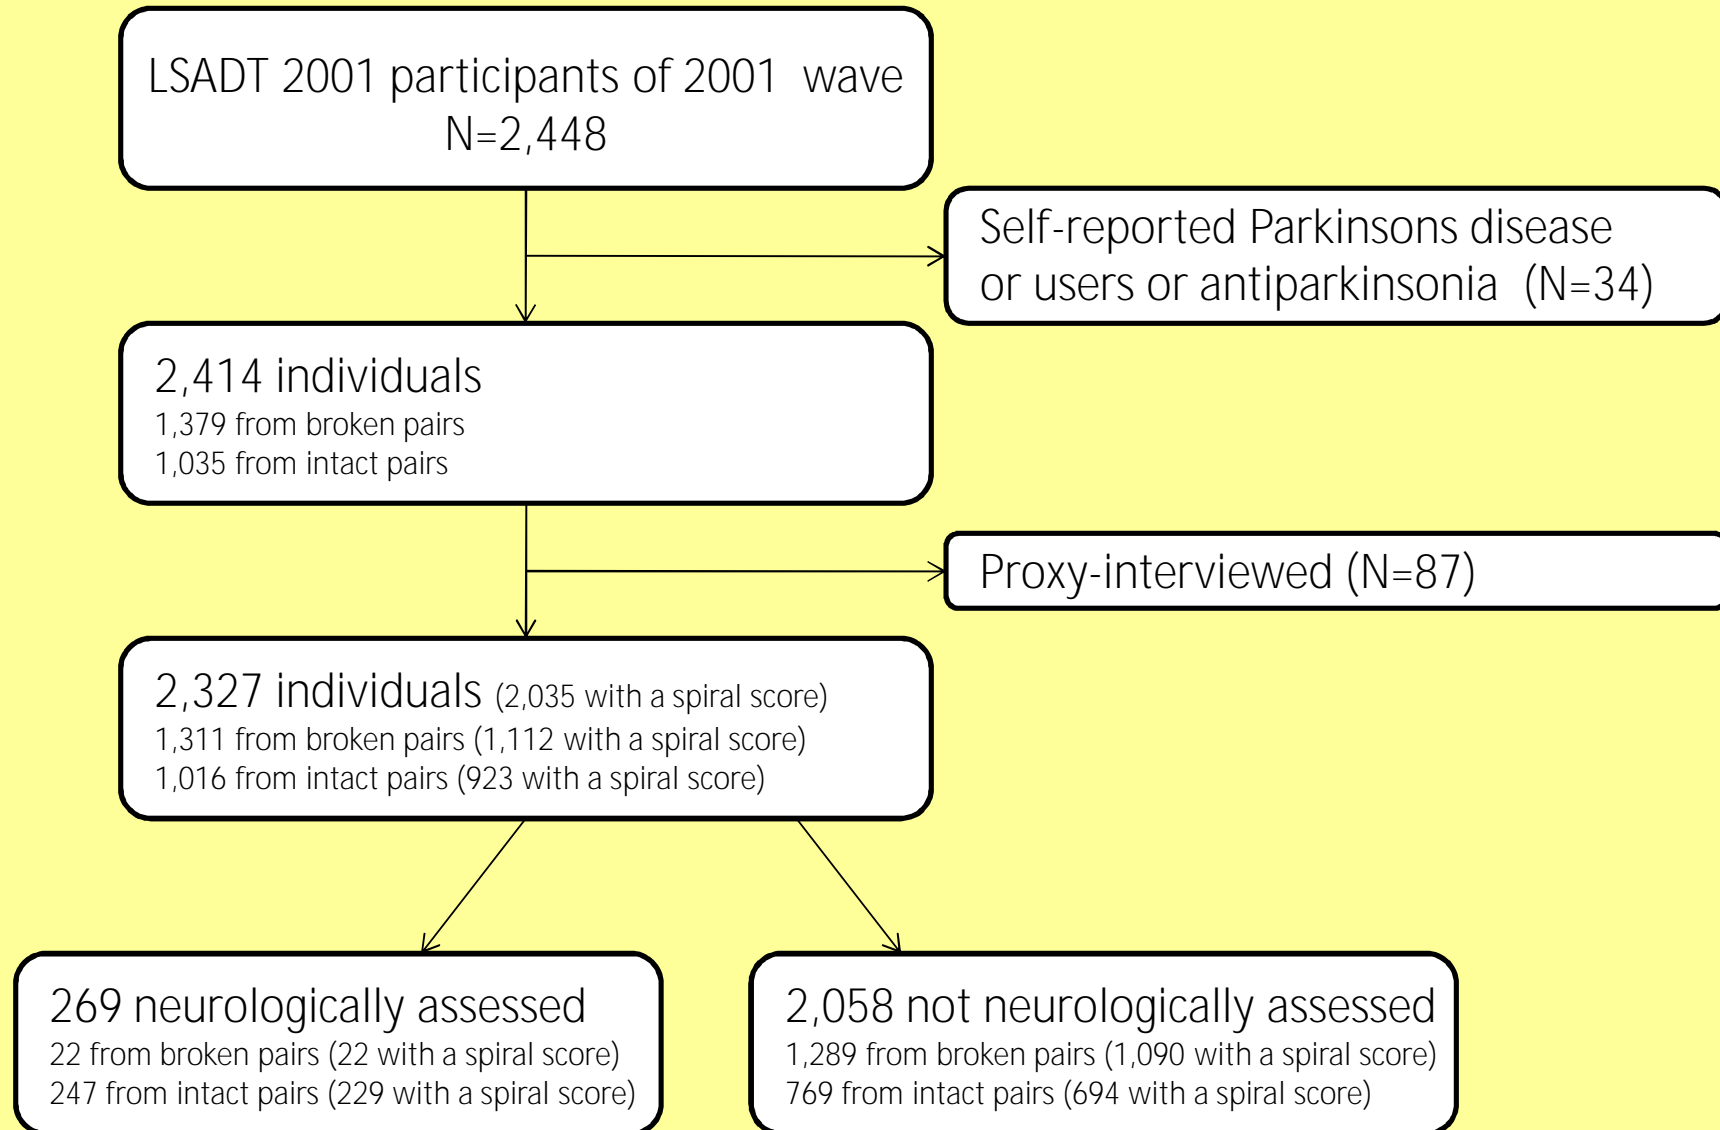 LSADT 2001 participants of 2001 wave
N=2,448
Self-reported Parkinsons disease
or users or antiparkinsonia (N=34)
2,414 individuals
1,379 from broken pairs
1,035 from intact pairs
Proxy-interviewed (N=87)
2,327 individuals (2,035 with a spiral score)
1,311 from broken pairs (1,112 with a spiral score)
1,016 from intact pairs (923 with a spiral score)
269 neurologically assessed
22 from broken pairs (22 with a spiral score)
247 from intact pairs (229 with a spiral score)
2,058 not neurologically assessed
1,289 from broken pairs (1,090 with a spiral score)
769 from intact pairs (694 with a spiral score)